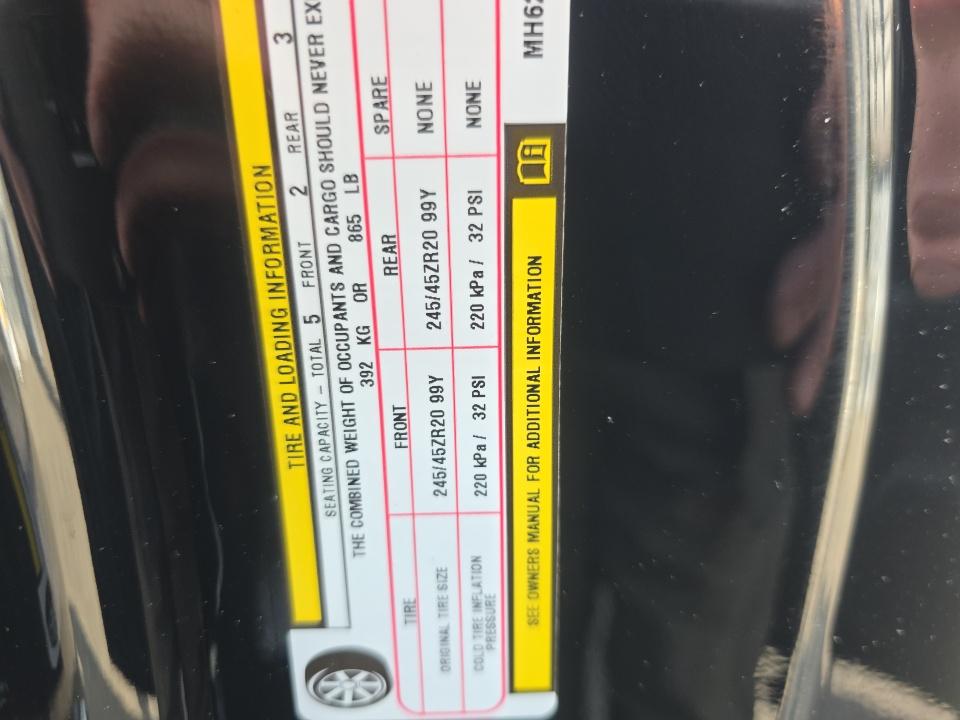 TIRE AND LOADING INFORMATION
SEATING CAPACITY – TOTAL 5 FRONT 2 REAR 3
THE COMBINED WEIGHT OF OCCUPANTS AND CARGO SHOULD NEVER EX
392 KG OR 865 LB
TIRE FRONT REAR SPARE
ORIGINAL TIRE SIZE 245/45ZR20 99Y 245/45ZR20 99Y NONE
COLD TIRE INFLATION PRESSURE 220 kPa / 32 PSI 220 kPa / 32 PSI NONE
SEE OWNERS MANUAL FOR ADDITIONAL INFORMATION
MH62